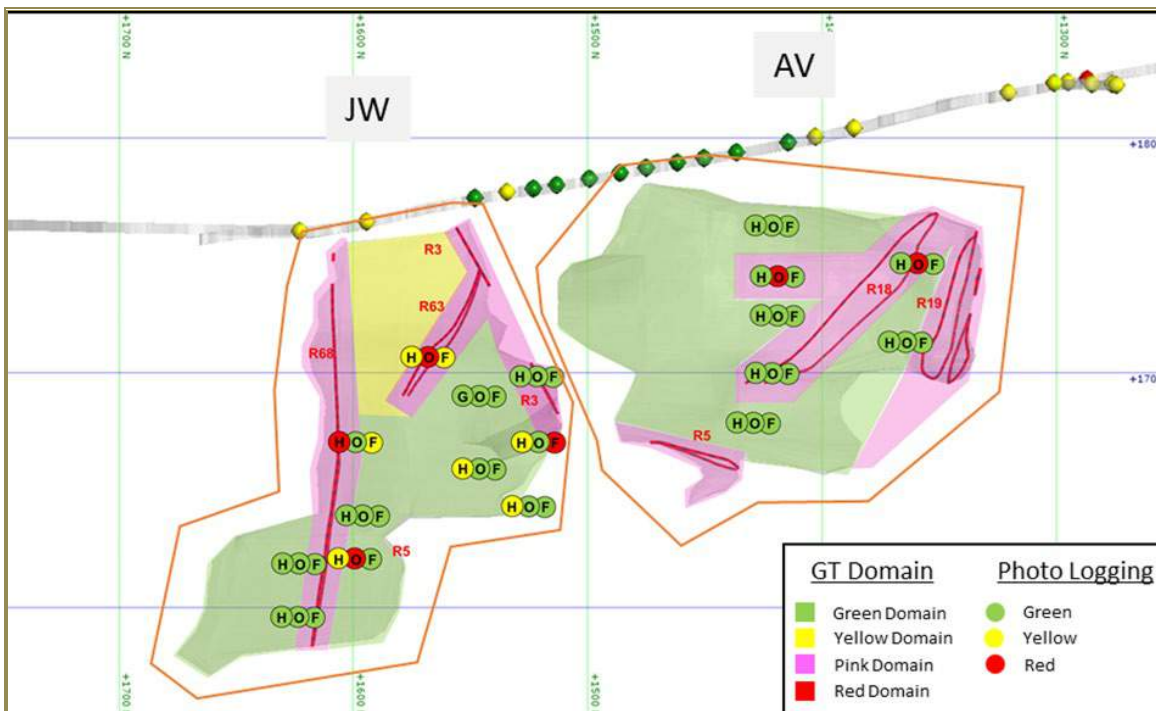 +1700 N
+1600 N
+1500 N
+1300 N
JW
AV
+180
R3
HOF
HOF
R63
HOF
R18
R19
R68
HOF
HOF
HOF
+170
HOF
HOF
GOF
R3
HOF
R5
HOF
HOF
HOF
HOF
HOF
HOF
HOF
R5
HOF
GT Domain
Green Domain
Yellow Domain
Pink Domain
Red Domain
Photo Logging
Green
Yellow
Red
+1700 N
+1600 N
+1500 N